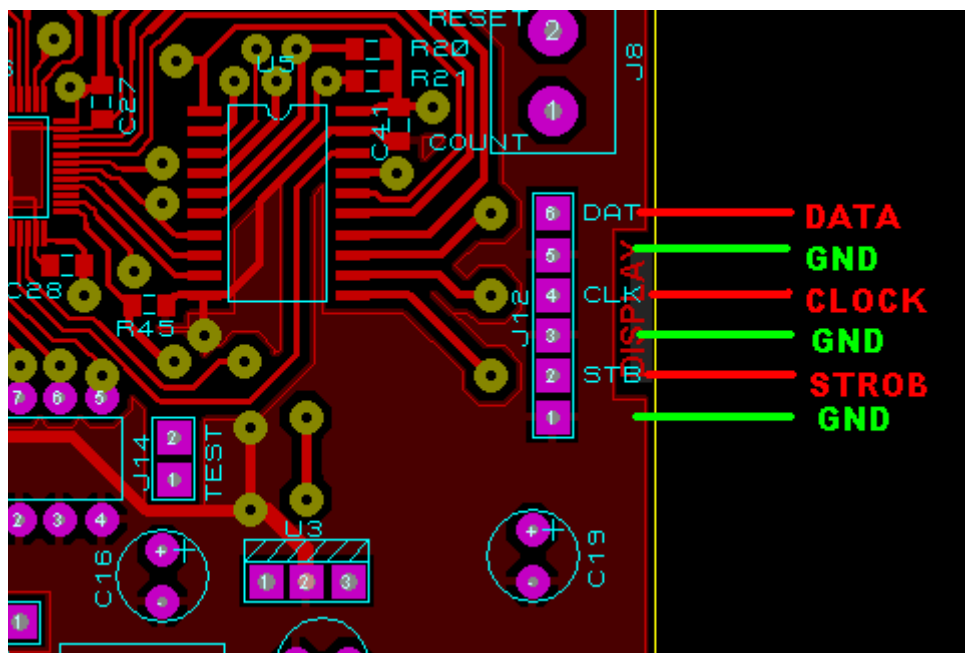 RESET
2
R20
U5
R21
J8
C27
C41
1
COUNT
6 DAT DATA
5 GND
4 CLK CLOCK
C28
J12
DISPLAY
R45
3 GND
2 STB STROB
7 6 5
1 GND
2
J14
TEST
1
2 3 4
U3
+
+
C16
C19
1 2 3
1